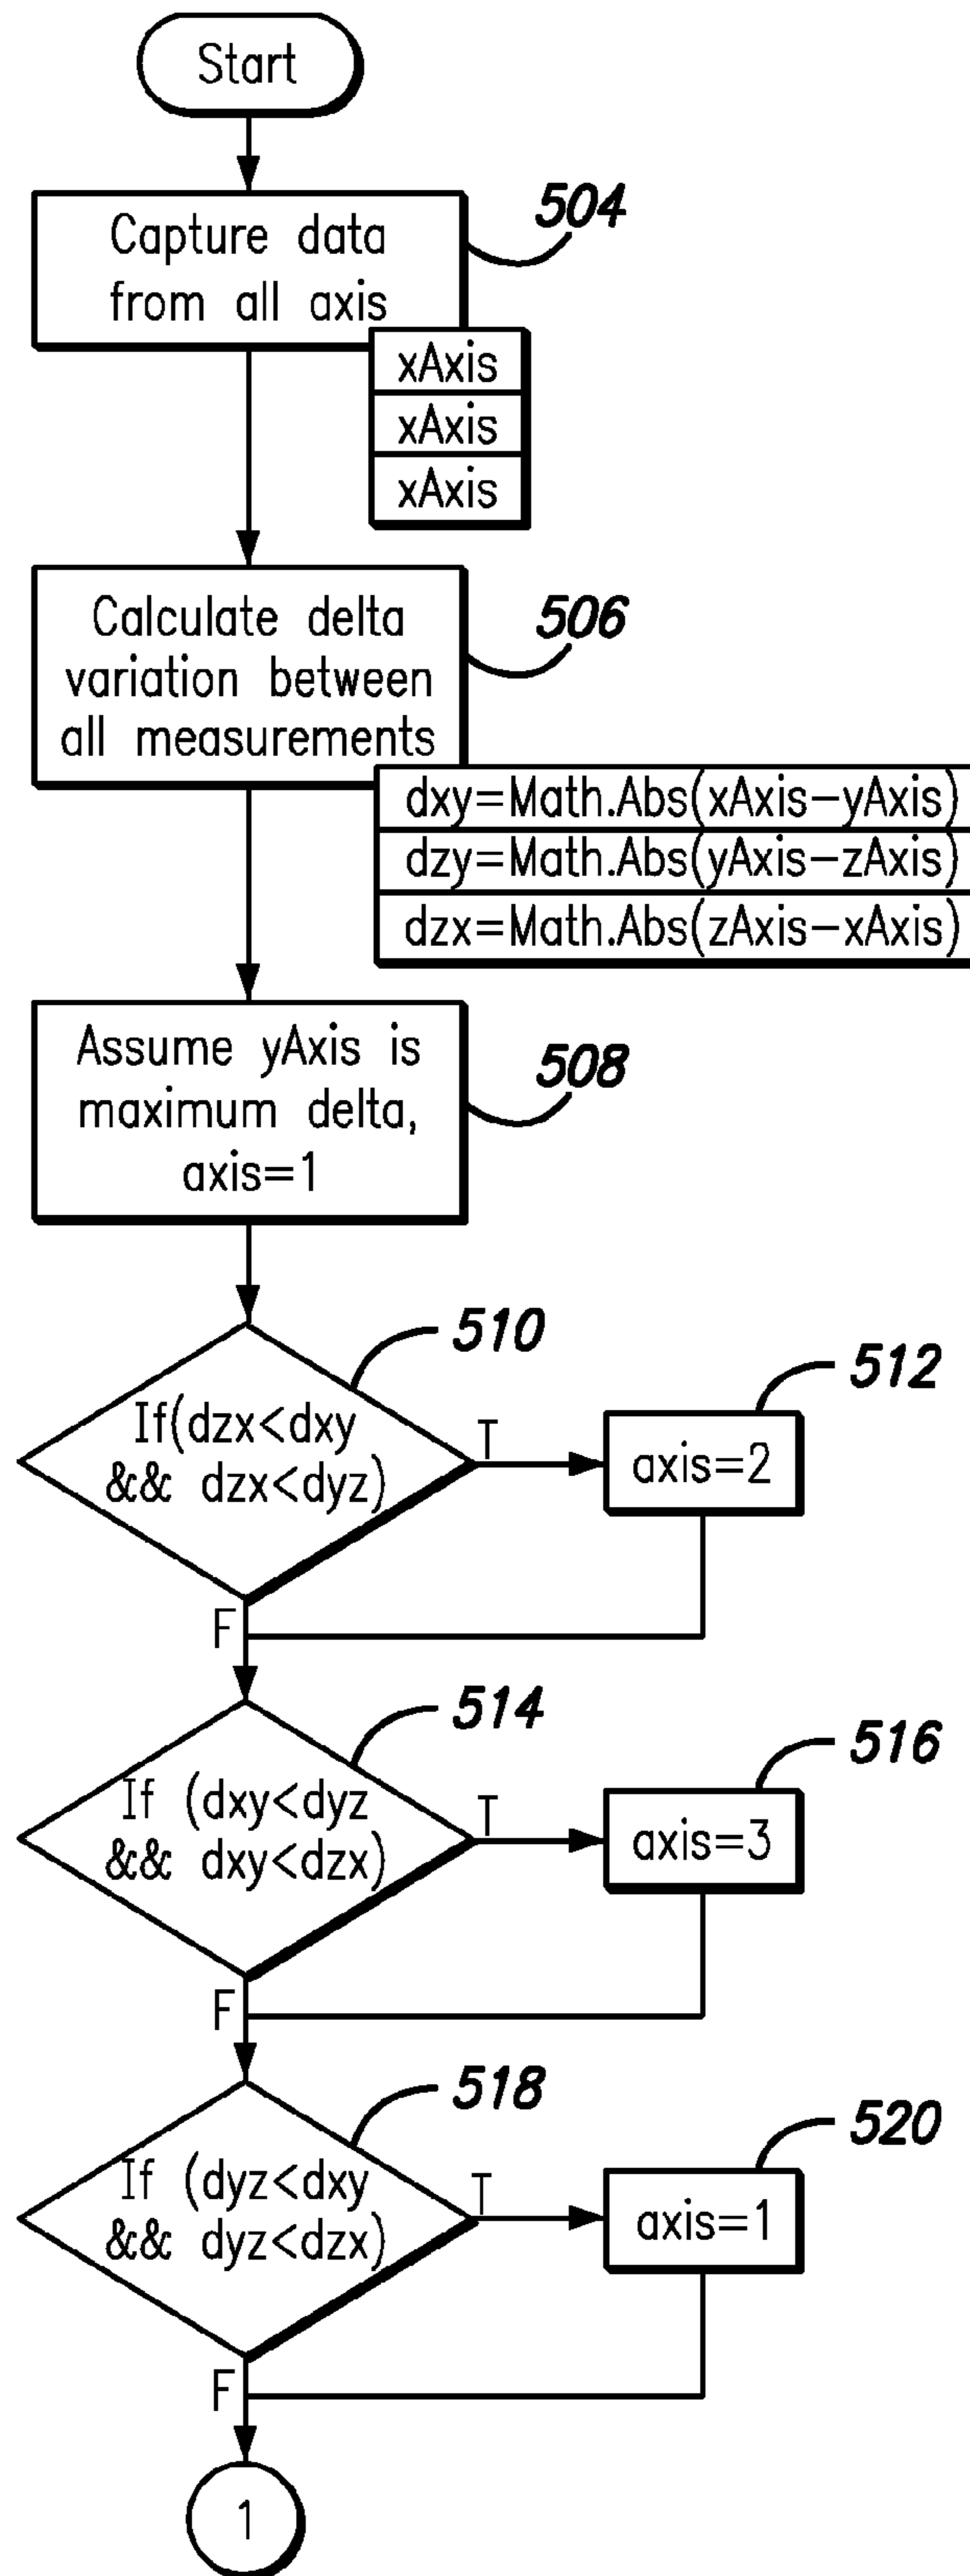 Start
504
Capture data
from all axis
xAxis
xAxis
xAxis
506
Calculate delta
variation between
all measurements
dxy=Math.Abs(xAxis-yAxis)
dzy=Math.Abs(yAxis-zAxis)
dzx=Math.Abs(zAxis-xAxis)
508
Assume yAxis is
maximum delta,
axis=1
510
If(dzx<dxy
&& dzx<dyz)
T
512
axis=2
F
514
If (dxy<dyz
&& dxy<dzx)
T
516
axis=3
F
518
If (dyz<dxy
&& dyz<dzx)
T
520
axis=1
F
1